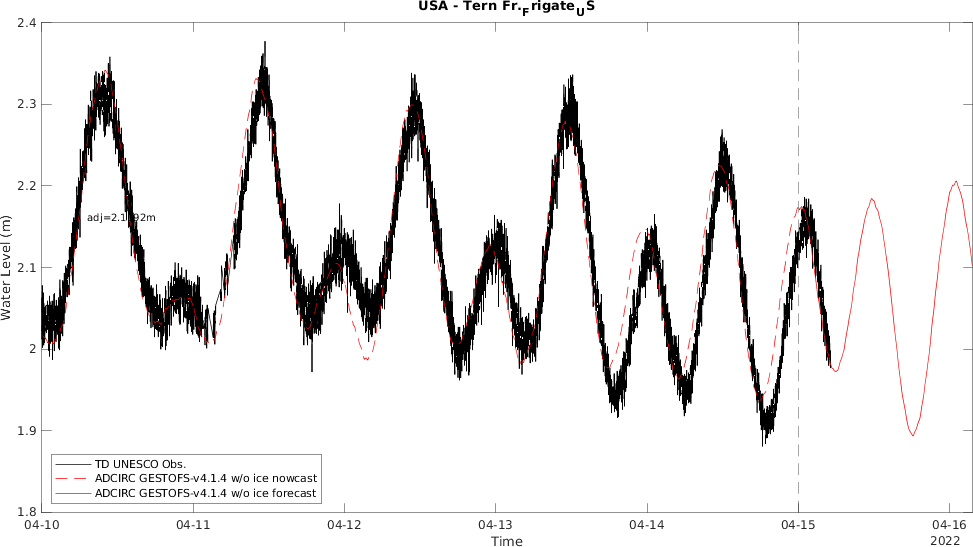 USA - Tern Fr.FrigateUS
2.4
2.3
2.2
2.1
2
1.9
1.8
Water Level (m)
TD UNESCO Obs.
ADCIRC GESTOFS-v4.1.4 w/o ice nowcast
ADCIRC GESTOFS-v4.1.4 w/o ice forecast
04-10
04-11
04-12
04-13
04-14
04-15
04-16
Time
2022